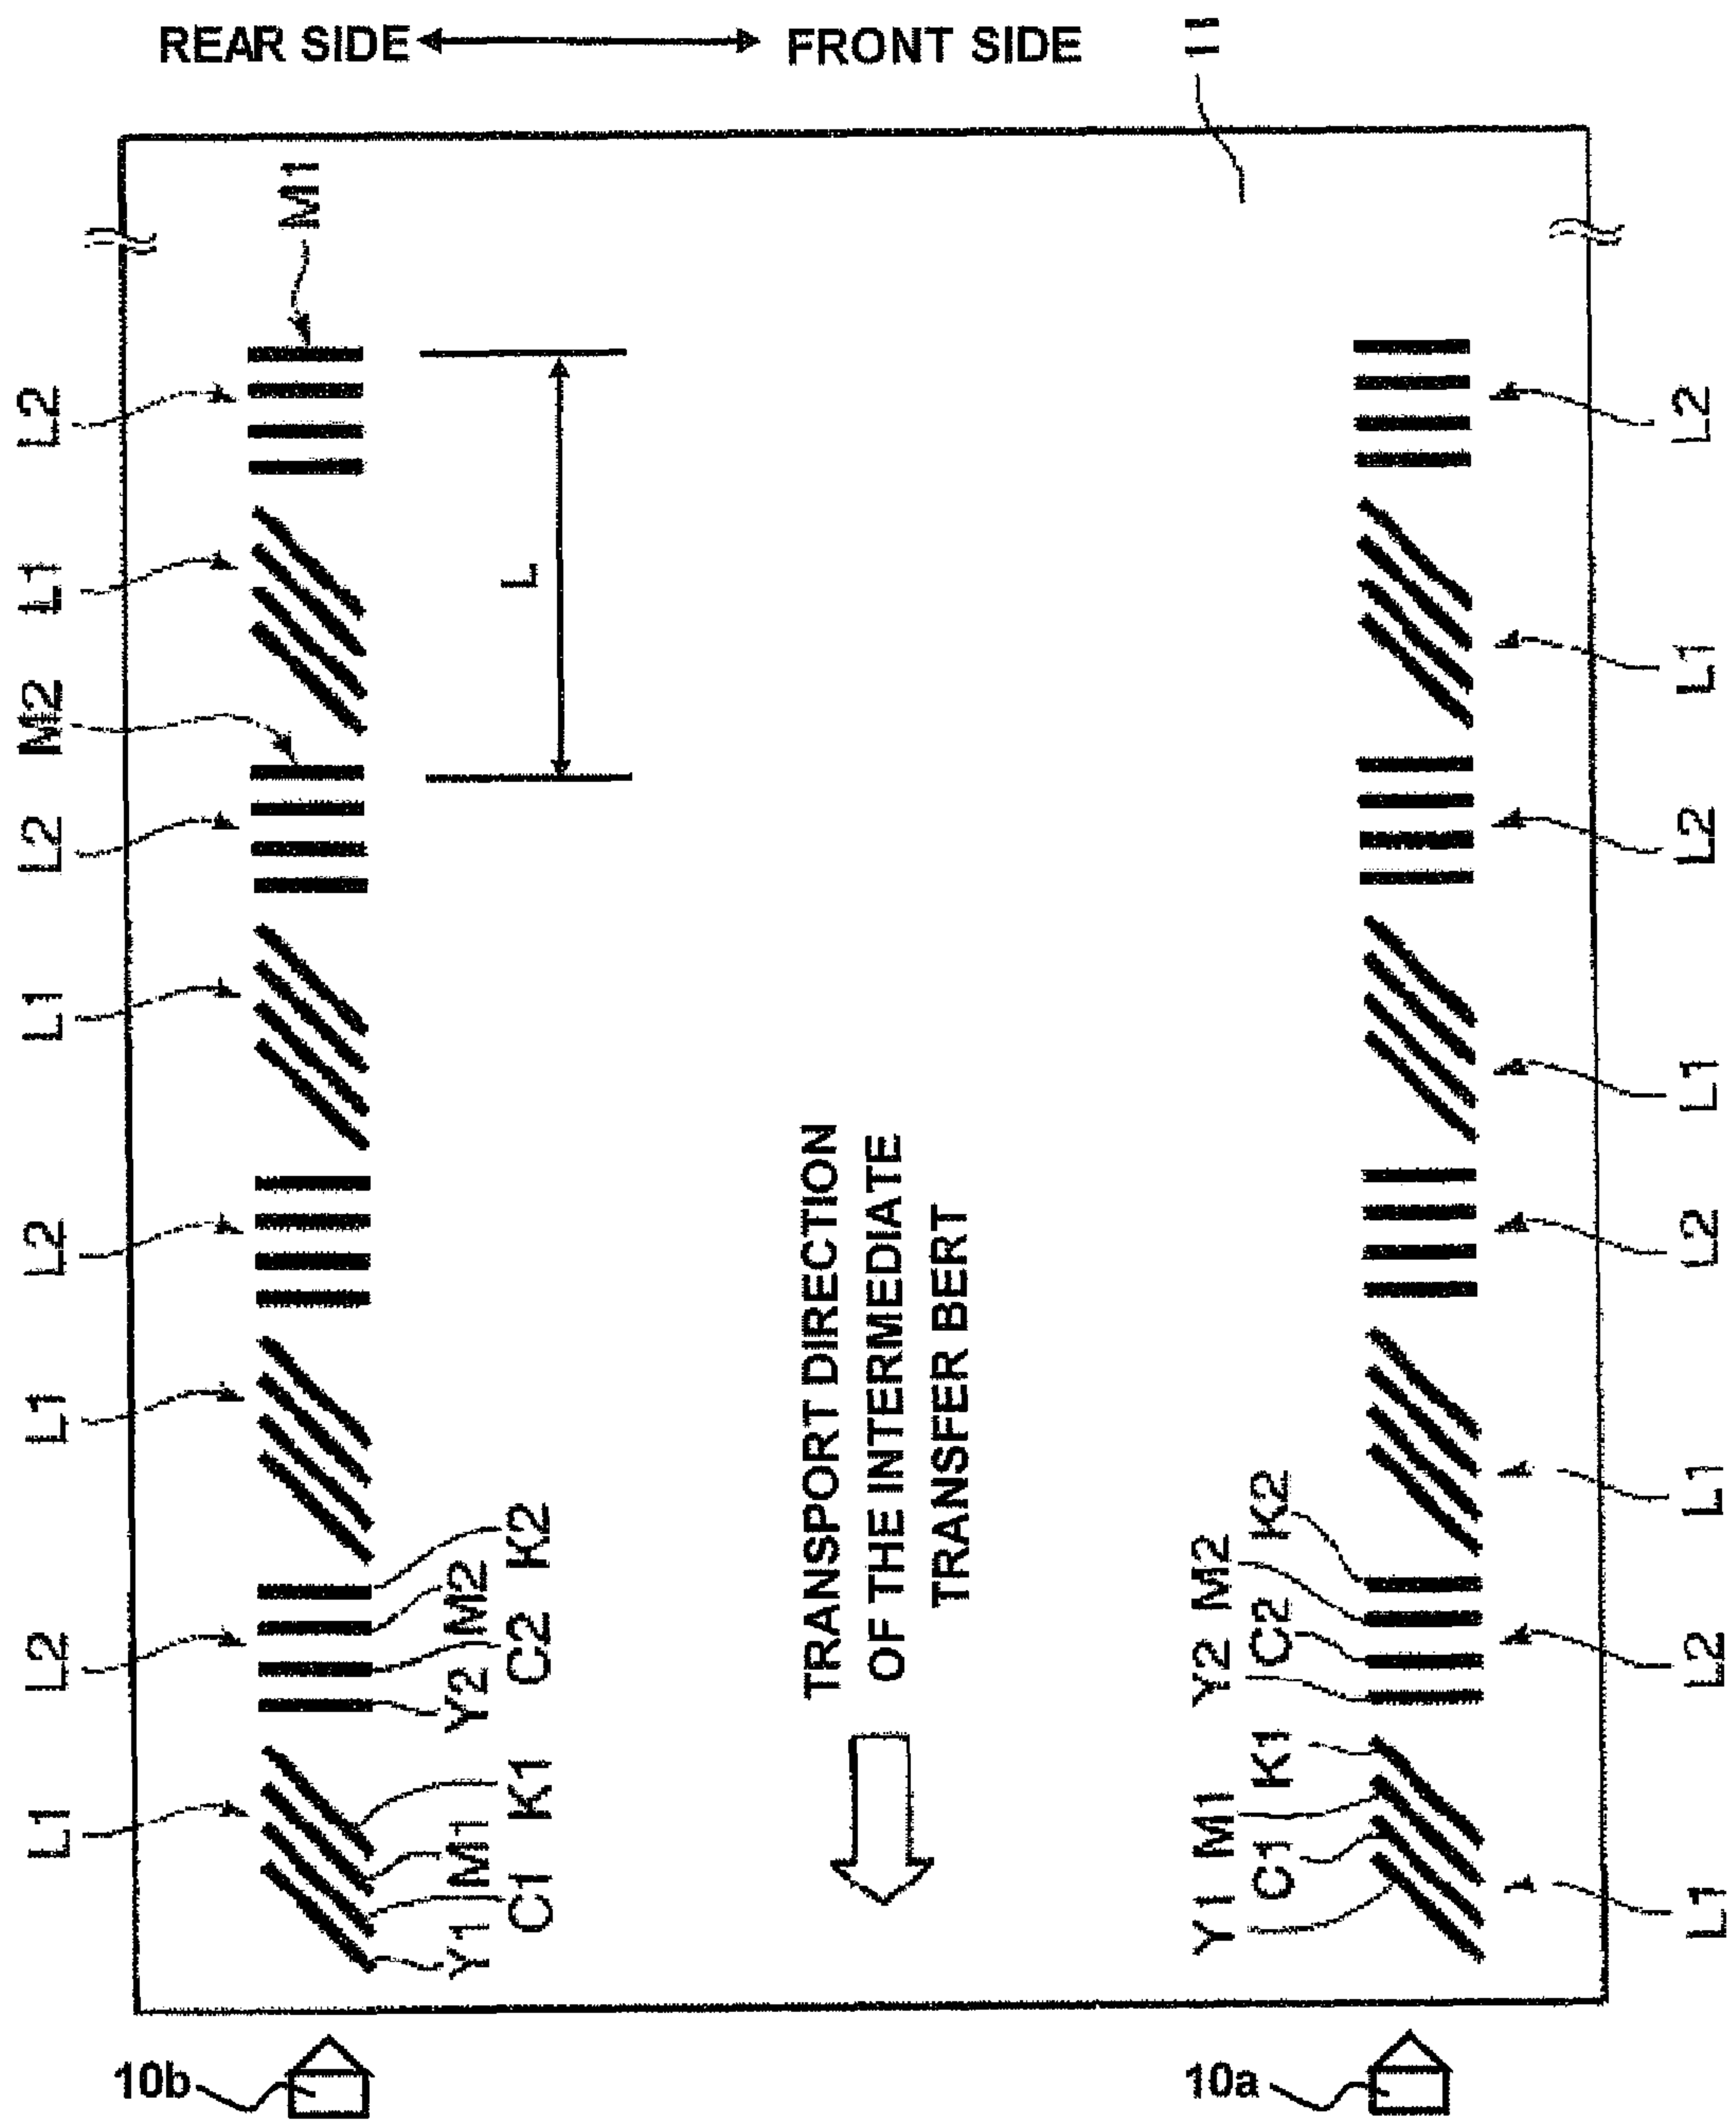 REAR SIDE
FRONT SIDE
11
M1
L2
L1
M2
L2
L1
L2
L1
L2
L1
L
L2
L1
L2
L1
L2
L1
L2
L1
TRANSPORT DIRECTION
OF THE INTERMEDIATE
TRANSFER BERT
K2
M2
C2
Y2
K1
M1
C1
Y1
K2
M2
C2
Y2
K1
M1
C1
Y1
10b
10a